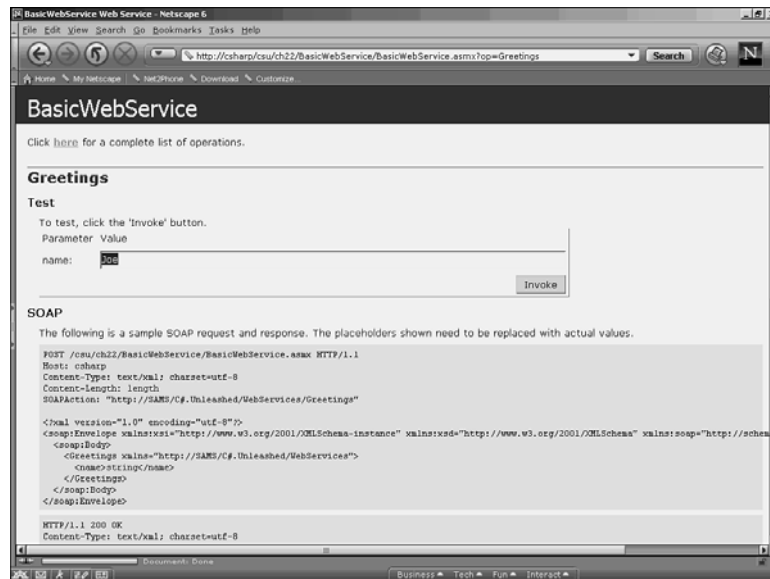 BasicWebService Web Service - Netscape 6
File Edit View Search Go Bookmarks Tasks Help
http://csharp/csu/ch22/BasicWebService/BasicWebService.asmx?op=Greetings
Search
N
Home My Netscape Net2Phone Download Customize...
BasicWebService
Click here for a complete list of operations.
Greetings
Test
To test, click the 'Invoke' button.
Parameter Value
name: Joe
Invoke
SOAP
The following is a sample SOAP request and response. The placeholders shown need to be replaced with actual values.
POST /csu/ch22/BasicWebService/BasicWebService.asmx HTTP/1.1
Host: csharp
Content-Type: text/xml; charset=utf-8
Content-Length: length
SOAPAction: "http://SAMS/C#.Unleashed/WebServices/Greetings"
<?xml version="1.0" encoding="utf-8"?>
<soap:Envelope xmlns:xsi="http://www.w3.org/2001/XMLSchema-instance" xmlns:xsd="http://www.w3.org/2001/XMLSchema" xmlns:soap="http://schem
<soap:Body>
<Greetings xmlns="http://SAMS/C#.Unleashed/WebServices">
<name>string</name>
</Greetings>
</soap:Body>
</soap:Envelope>
HTTP/1.1 200 OK
Content-Type: text/xml; charset=utf-8
Document: Done
Business Tech Fun Interact